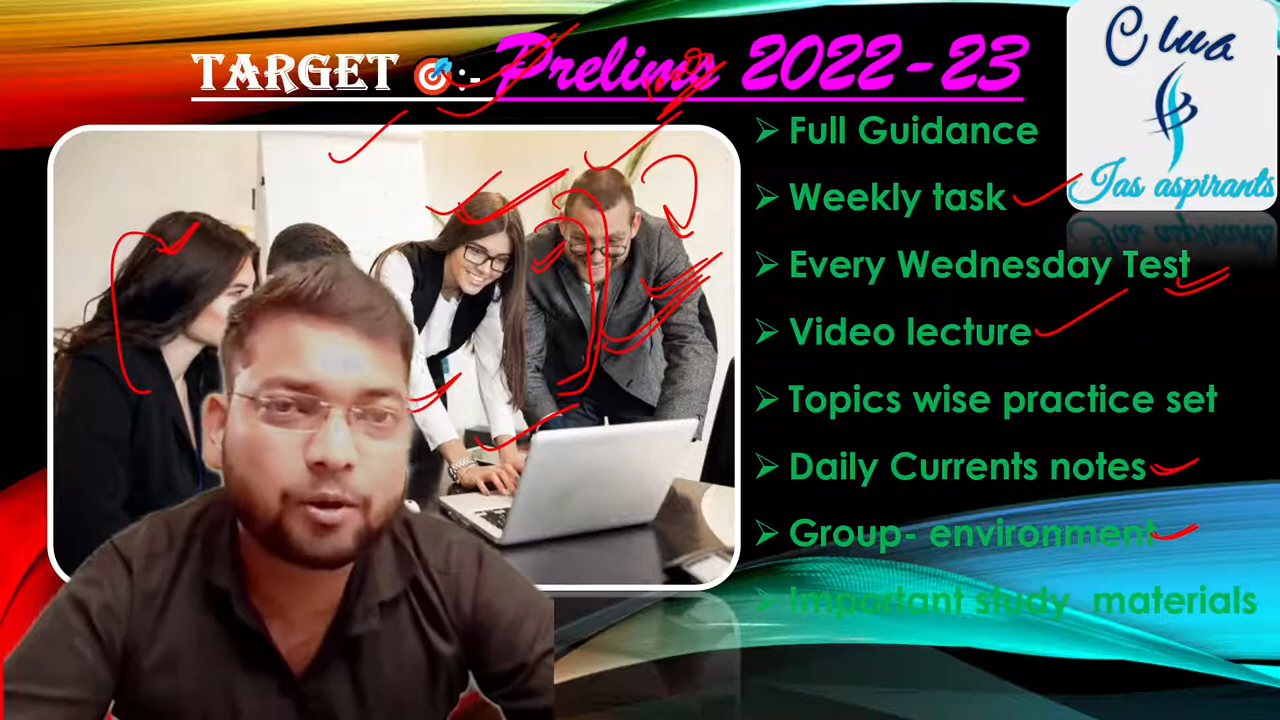 TARGET 🎯:- Prelims 2022-23
Clwa
Ias aspirants
➢ Full Guidance
➢ Weekly task
➢ Every Wednesday Test
➢ Video lecture
➢ Topics wise practice set
➢ Daily Currents notes
➢ Group- environment
➢ Important study materials